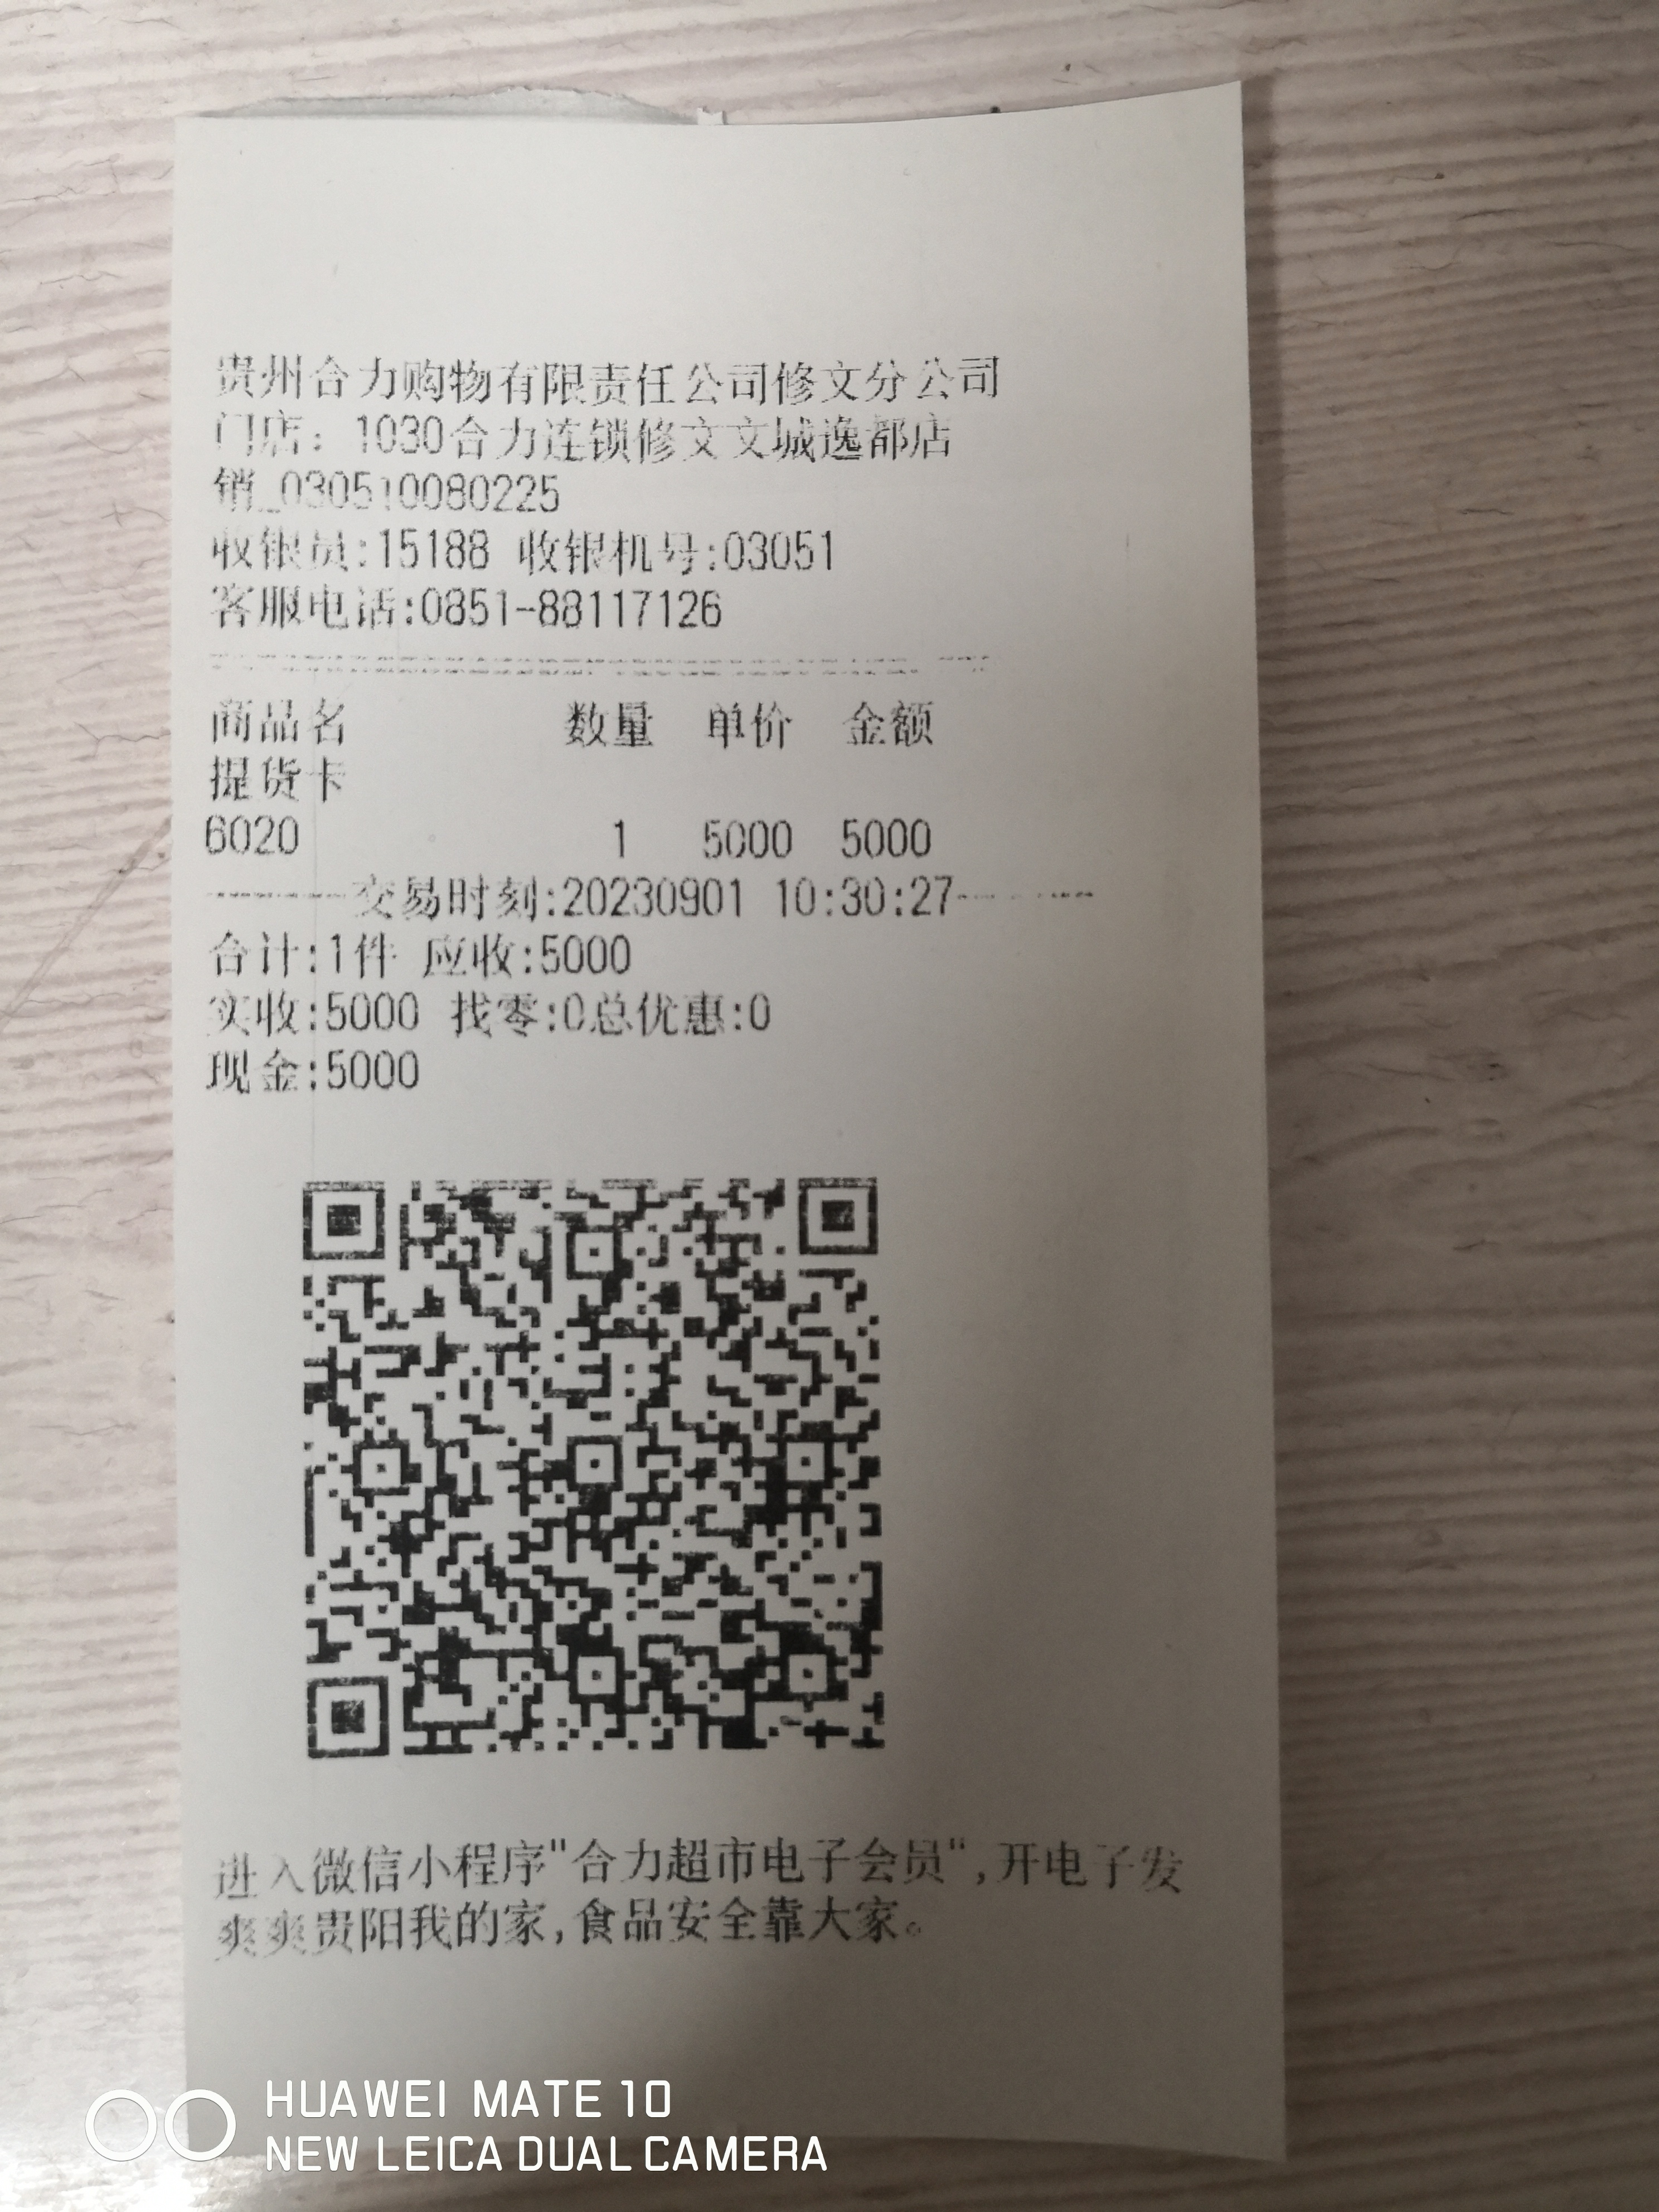 贵州合力购物有限责任公司修文分公司
门店：1030合力连锁修文文城逸都店
销_030510080225
收银员:15188 收银机号:03051
客服电话:0851-88117126
商品名 数量 单价 金额
提货卡
6020 1 5000 5000
--------交易时刻:20230901 10:30:27--------
合计:1件 应收:5000
实收:5000 找零:0总优惠:0
现金:5000
进入微信小程序"合力超市电子会员",开电子发
爽爽贵阳我的家,食品安全靠大家。
HUAWEI MATE 10
NEW LEICA DUAL CAMERA